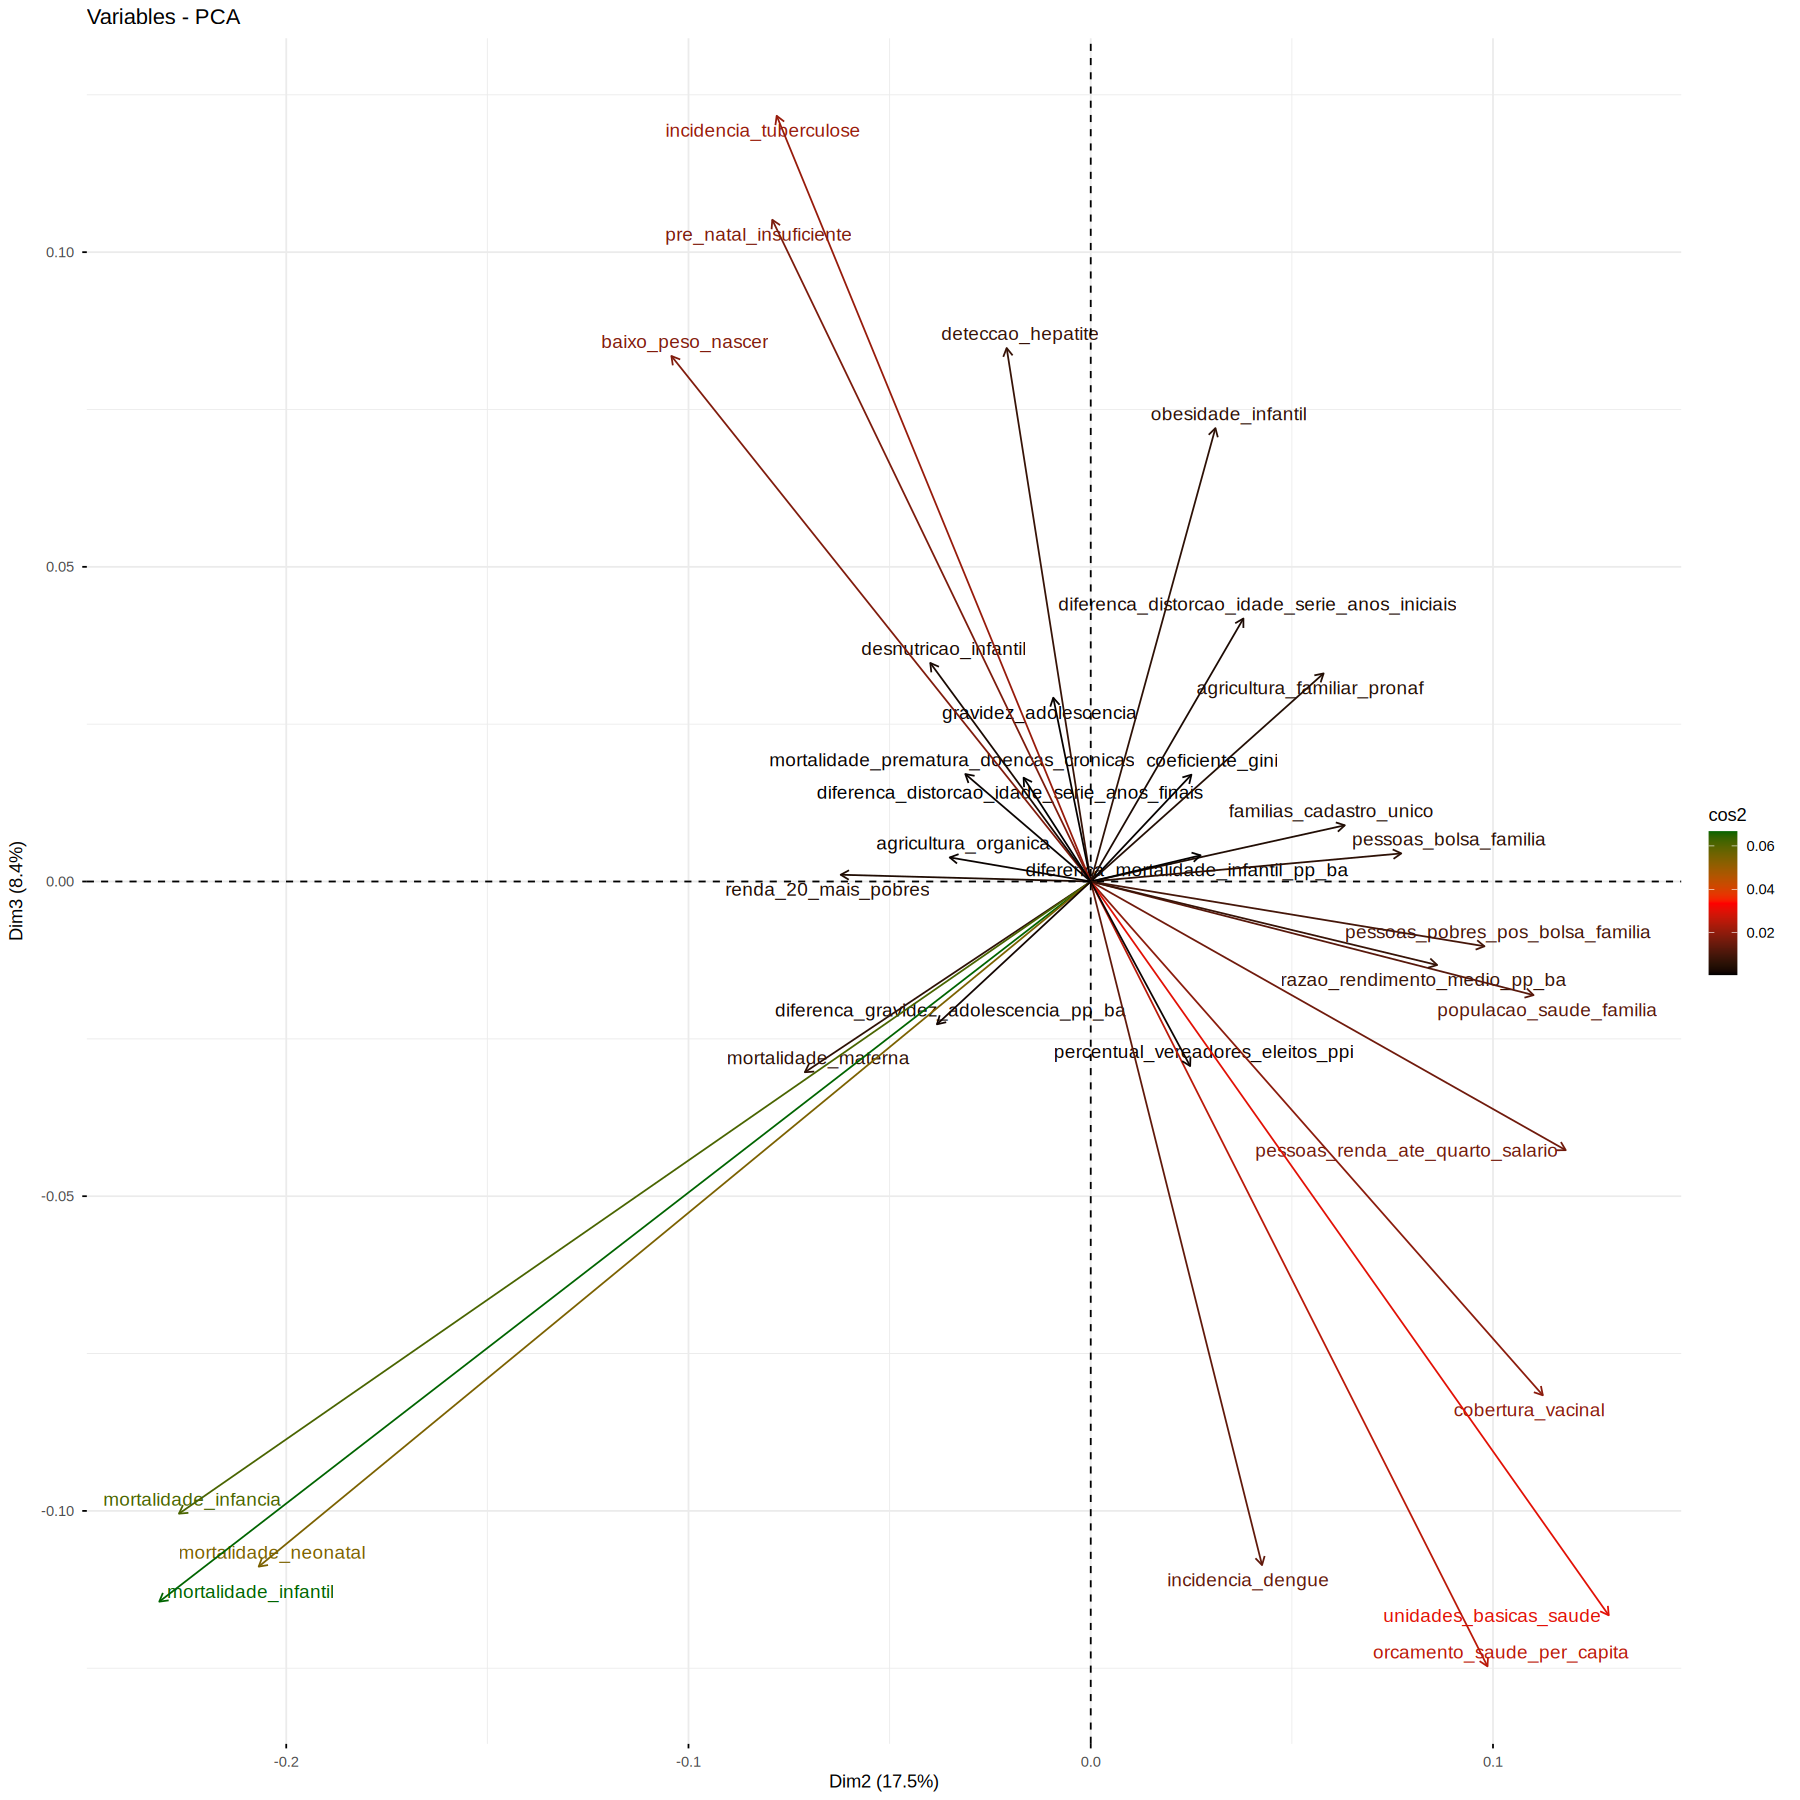 Variables - PCA
incidencia_tuberculose
pre_natal_insuficiente
0.10
deteccao_hepatite
baixo_peso_nascer
obesidade_infantil
0.05
diferenca_distorcao_idade_serie_anos_iniciais
desnutricao_infantil
agricultura_familiar_pronaf
gravidez_adolescencia
mortalidade_prematura_doencas_cronicas
coeficiente_gini
diferenca_distorcao_idade_serie_anos_finais
familias_cadastro_unico
cos2
pessoas_bolsa_familia
agricultura_organica
0.06
diferenca_mortalidade_infantil_pp_ba
0.00
renda_20_mais_pobres
0.04
Dim3 (8.4%)
pessoas_pobres_pos_bolsa_familia
0.02
razao_rendimento_medio_pp_ba
diferenca_gravidez_adolescencia_pp_ba
populacao_saude_familia
percentual_vereadores_eleitos_ppi
mortalidade_materna
pessoas_renda_ate_quarto_salario
-0.05
cobertura_vacinal
mortalidade_infancia
-0.10
mortalidade_neonatal
incidencia_dengue
mortalidade_infantil
unidades_basicas_saude
orcamento_saude_per_capita
-0.2
-0.1
0.0
0.1
Dim2 (17.5%)